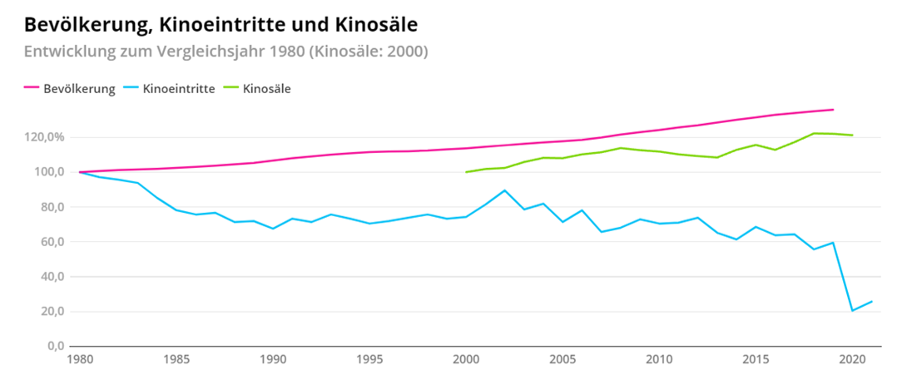 Bevölkerung, Kinoeintritte und Kinosäle
Entwicklung zum Vergleichsjahr 1980 (Kinosäle: 2000)
Bevölkerung Kinoeintritte Kinosäle
120,0%
100,0
80,0
60,0
40,0
20,0
0,0
1980 1985 1990 1995 2000 2005 2010 2015 2020